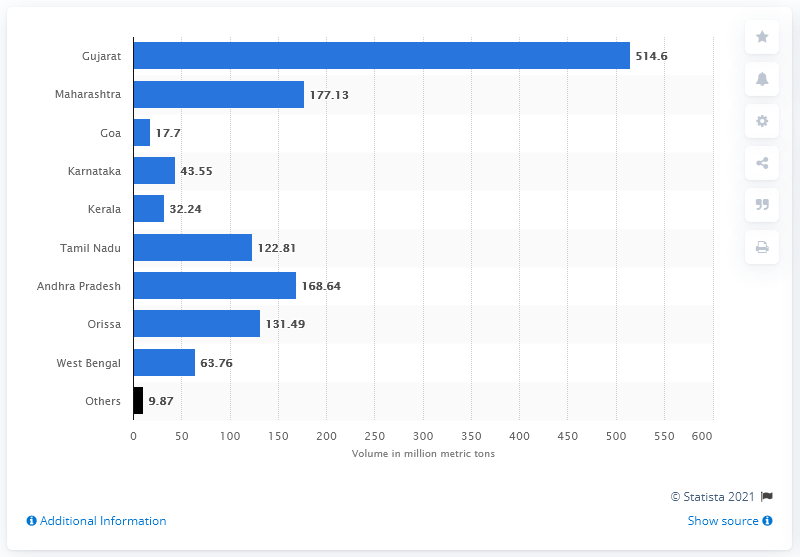 Gujarat 514.6
Maharashtra 177.13
Goa 17.7
Karnataka 43.55
Kerala 32.24
Tamil Nadu 122.81
Andhra Pradesh 168.64
Orissa 131.49
West Bengal 63.76
Others 9.87
0 50 100 150 200 250 300 350 400 450 500 550 600
Volume in million metric tons
© Statista 2021
Additional Information Show source